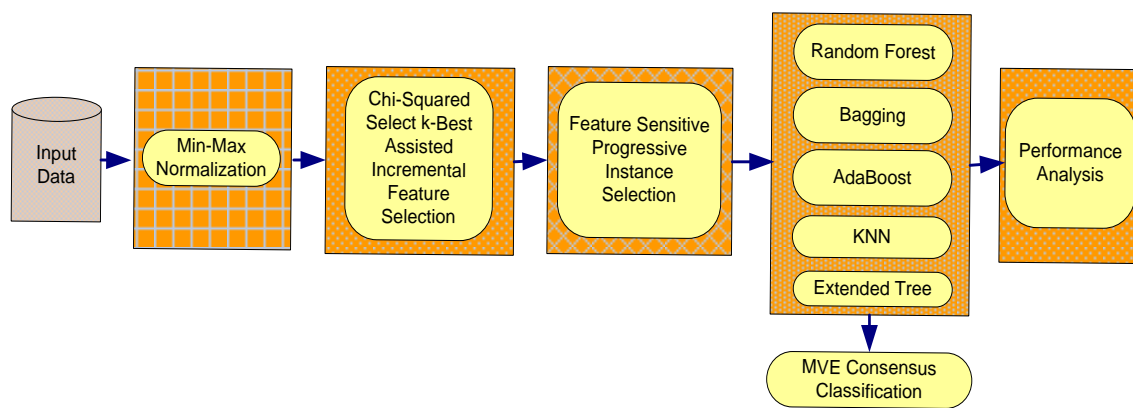 Input
Data
Min-Max
Normalization
Chi-Squared
Select k-Best
Assisted
Incremental
Feature
Selection
Feature Sensitive
Progressive
Instance
Selection
Random Forest
Bagging
AdaBoost
KNN
Extended Tree
MVE Consensus
Classification
Performance
Analysis